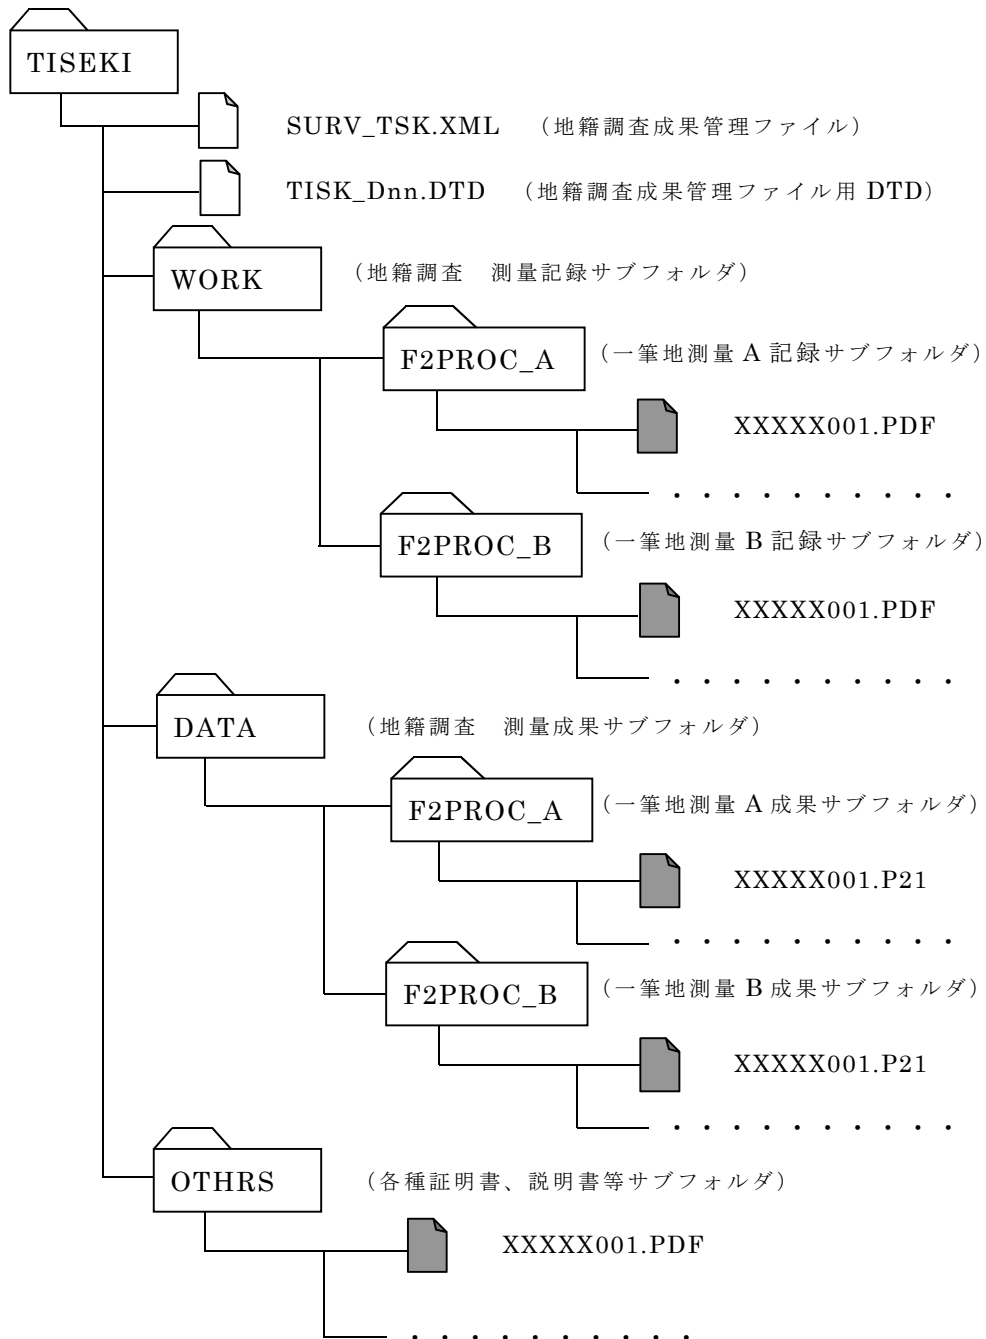 TISEKI
SURV_TSK.XML （地籍調査成果管理ファイル）
TISK_Dnn.DTD （地籍調査成果管理ファイル用 DTD）
WORK （地籍調査　測量記録サブフォルダ）
F2PROC_A （一筆地測量 A 記録サブフォルダ）
XXXXX001.PDF
・・・・・・・・・・
F2PROC_B （一筆地測量 B 記録サブフォルダ）
XXXXX001.PDF
・・・・・・・・・・
DATA （地籍調査　測量成果サブフォルダ）
F2PROC_A （一筆地測量 A 成果サブフォルダ）
XXXXX001.P21
・・・・・・・・・・
F2PROC_B （一筆地測量 B 成果サブフォルダ）
XXXXX001.P21
・・・・・・・・・・
OTHRS （各種証明書、説明書等サブフォルダ）
XXXXX001.PDF
・・・・・・・・・・